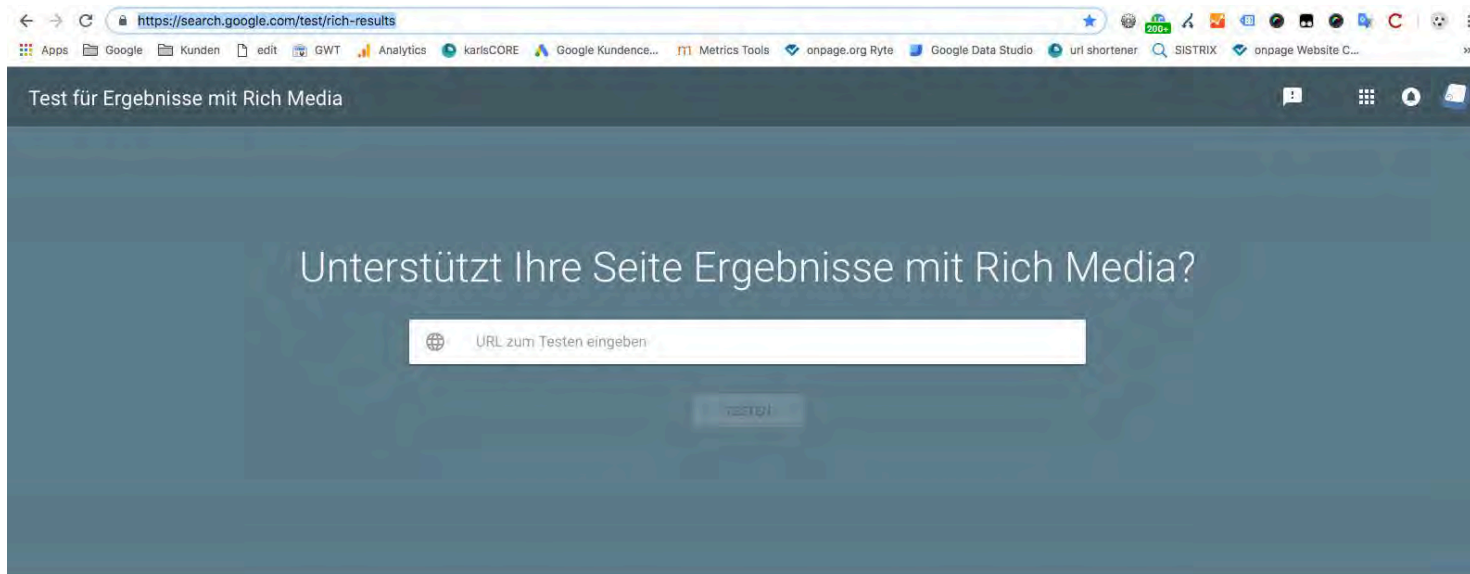 https://search.google.com/test/rich-results
200+
Apps Google Kunden edit GWT Analytics karlsCORE Google Kundence... Metrics Tools onpage.org Ryte Google Data Studio url shortener SISTRIX onpage Website C... »
Test für Ergebnisse mit Rich Media
Unterstützt Ihre Seite Ergebnisse mit Rich Media?
URL zum Testen eingeben
TESTEN